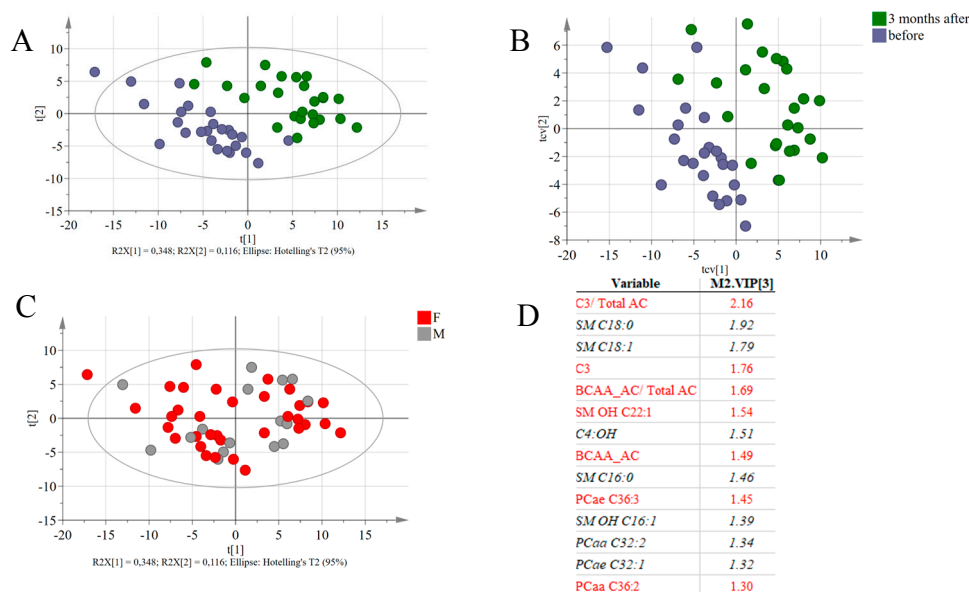 A
t[2]
15
10
5
0
-5
-10
-15
-20
-15
-10
-5
0
5
10
15
20
t[1]
R2X[1] = 0,348; R2X[2] = 0,116; Ellipse: Hotelling's T2 (95%)
B
3 months after
before
tcv[2]
6
4
2
0
-2
-4
-6
-8
-15
-10
-5
0
5
10
tcv[1]
C
F
M
t[2]
15
10
5
0
-5
-10
-15
-20
-15
-10
-5
0
5
10
15
20
t[1]
R2X[1] = 0,348; R2X[2] = 0,116; Ellipse: Hotelling's T2 (95%)
D
Variable M2.VIP[3]
C3/ Total AC 2.16
SM C18:0 1.92
SM C18:1 1.79
C3 1.76
BCAA_AC/ Total AC 1.69
SM OH C22:1 1.54
C4:OH 1.51
BCAA_AC 1.49
SM C16:0 1.46
PCae C36:3 1.45
SM OH C16:1 1.39
PCaa C32:2 1.34
PCae C32:1 1.32
PCaa C36:2 1.30